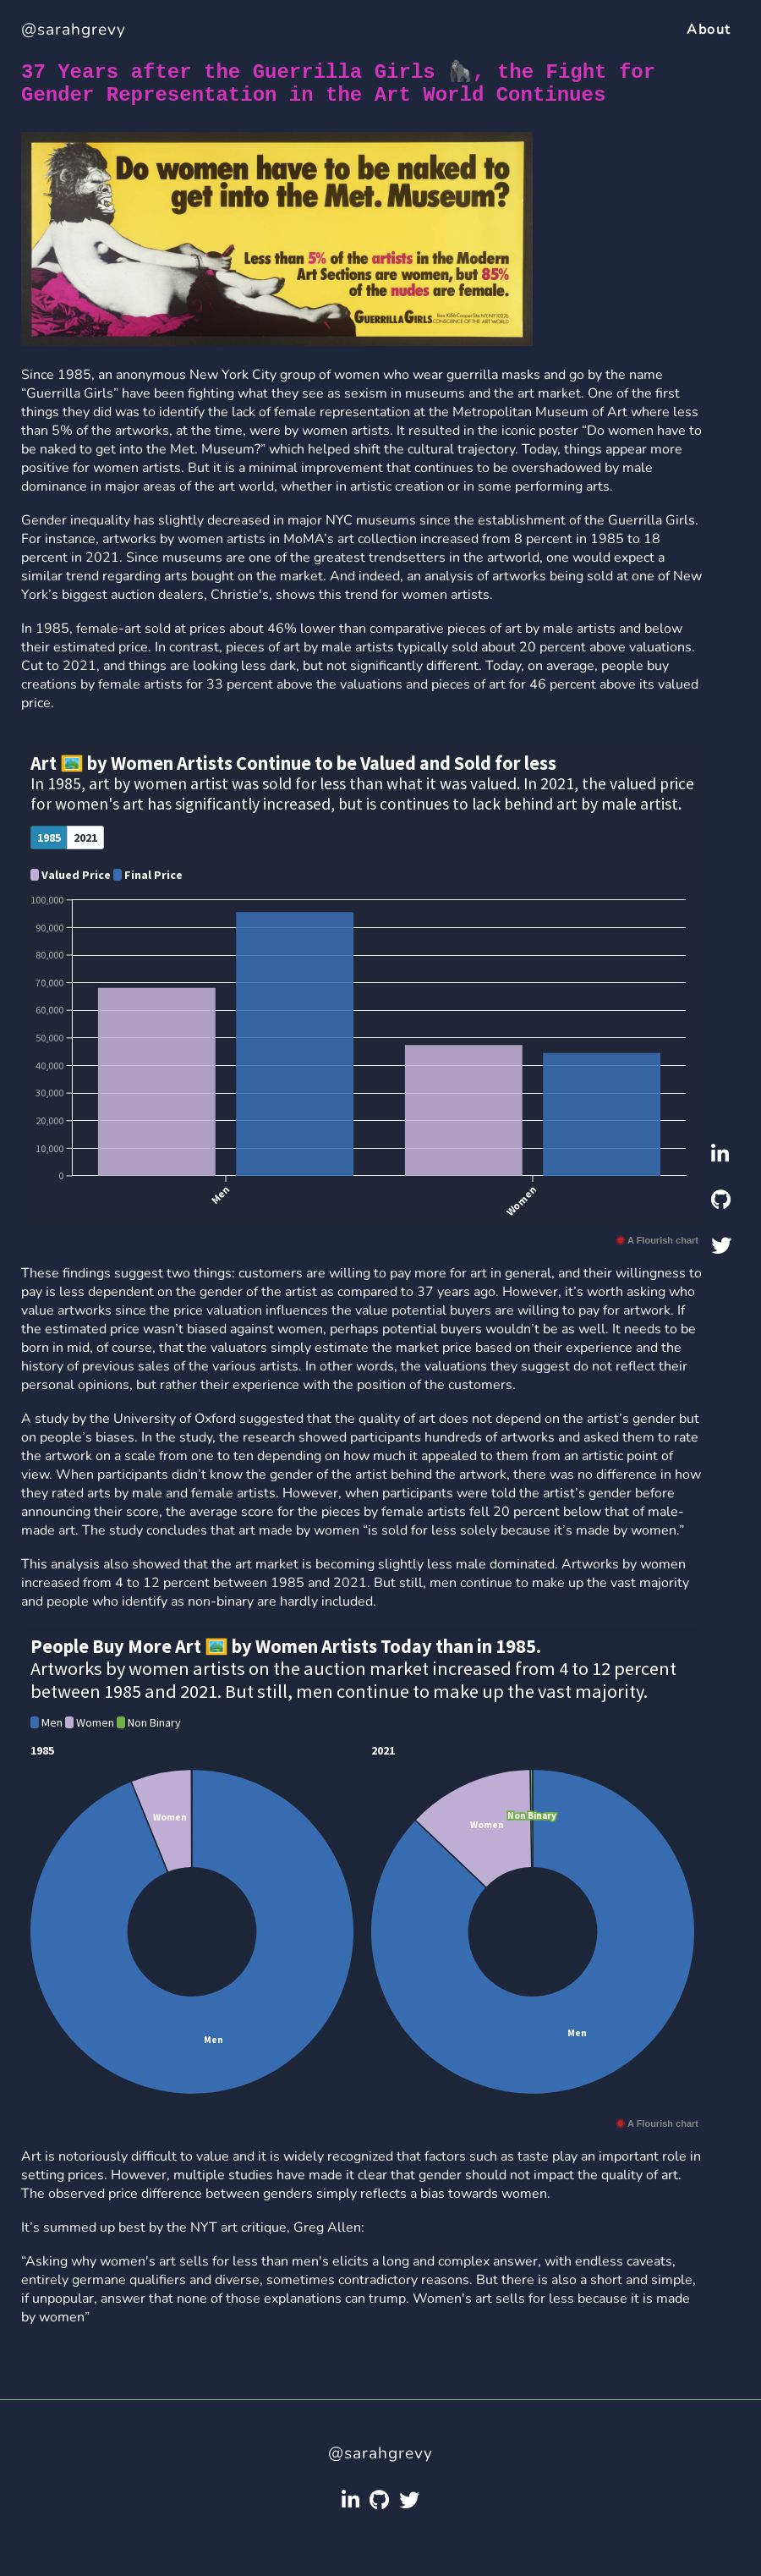 @sarahgrevy
About
37 Years after the Guerrilla Girls 🦍, the Fight for
Gender Representation in the Art World Continues
Do women have to be naked to
get into the Met. Museum?
Less than 5% of the artists in the Modern
Art Sections are women, but 85%
of the nudes are female.
GUERRILLA GIRLS
CONSCIENCE OF THE ART WORLD
Since 1985, an anonymous New York City group of women who wear guerrilla masks and go by the name
“Guerrilla Girls” have been fighting what they see as sexism in museums and the art market. One of the first
things they did was to identify the lack of female representation at the Metropolitan Museum of Art where less
than 5% of the artworks, at the time, were by women artists. It resulted in the iconic poster “Do women have to
be naked to get into the Met. Museum?” which helped shift the cultural trajectory. Today, things appear more
positive for women artists. But it is a minimal improvement that continues to be overshadowed by male
dominance in major areas of the art world, whether in artistic creation or in some performing arts.
Gender inequality has slightly decreased in major NYC museums since the establishment of the Guerrilla Girls.
For instance, artworks by women artists in MoMA’s art collection increased from 8 percent in 1985 to 18
percent in 2021. Since museums are one of the greatest trendsetters in the artworld, one would expect a
similar trend regarding arts bought on the market. And indeed, an analysis of artworks being sold at one of New
York’s biggest auction dealers, Christie's, shows this trend for women artists.
In 1985, female-art sold at prices about 46% lower than comparative pieces of art by male artists and below
their estimated price. In contrast, pieces of art by male artists typically sold about 20 percent above valuations.
Cut to 2021, and things are looking less dark, but not significantly different. Today, on average, people buy
creations by female artists for 33 percent above the valuations and pieces of art for 46 percent above its valued
price.
Art 🖼️ by Women Artists Continue to be Valued and Sold for less
In 1985, art by women artist was sold for less than what it was valued. In 2021, the valued price
for women's art has significantly increased, but is continues to lack behind art by male artist.
1985 2021
Valued Price Final Price
100,000
90,000
80,000
70,000
60,000
50,000
40,000
30,000
20,000
10,000
0
Men
Women
A Flourish chart
These findings suggest two things: customers are willing to pay more for art in general, and their willingness to
pay is less dependent on the gender of the artist as compared to 37 years ago. However, it’s worth asking who
value artworks since the price valuation influences the value potential buyers are willing to pay for artwork. If
the estimated price wasn’t biased against women, perhaps potential buyers wouldn’t be as well. It needs to be
born in mid, of course, that the valuators simply estimate the market price based on their experience and the
history of previous sales of the various artists. In other words, the valuations they suggest do not reflect their
personal opinions, but rather their experience with the position of the customers.
A study by the University of Oxford suggested that the quality of art does not depend on the artist’s gender but
on people’s biases. In the study, the research showed participants hundreds of artworks and asked them to rate
the artwork on a scale from one to ten depending on how much it appealed to them from an artistic point of
view. When participants didn’t know the gender of the artist behind the artwork, there was no difference in how
they rated arts by male and female artists. However, when participants were told the artist’s gender before
announcing their score, the average score for the pieces by female artists fell 20 percent below that of male-
made art. The study concludes that art made by women “is sold for less solely because it’s made by women.”
This analysis also showed that the art market is becoming slightly less male dominated. Artworks by women
increased from 4 to 12 percent between 1985 and 2021. But still, men continue to make up the vast majority
and people who identify as non-binary are hardly included.
People Buy More Art 🖼️ by Women Artists Today than in 1985.
Artworks by women artists on the auction market increased from 4 to 12 percent
between 1985 and 2021. But still, men continue to make up the vast majority.
Men Women Non Binary
1985
2021
Women
Men
Women
Non Binary
Men
A Flourish chart
Art is notoriously difficult to value and it is widely recognized that factors such as taste play an important role in
setting prices. However, multiple studies have made it clear that gender should not impact the quality of art.
The observed price difference between genders simply reflects a bias towards women.
It’s summed up best by the NYT art critique, Greg Allen:
“Asking why women's art sells for less than men's elicits a long and complex answer, with endless caveats,
entirely germane qualifiers and diverse, sometimes contradictory reasons. But there is also a short and simple,
if unpopular, answer that none of those explanations can trump. Women's art sells for less because it is made
by women”
@sarahgrevy